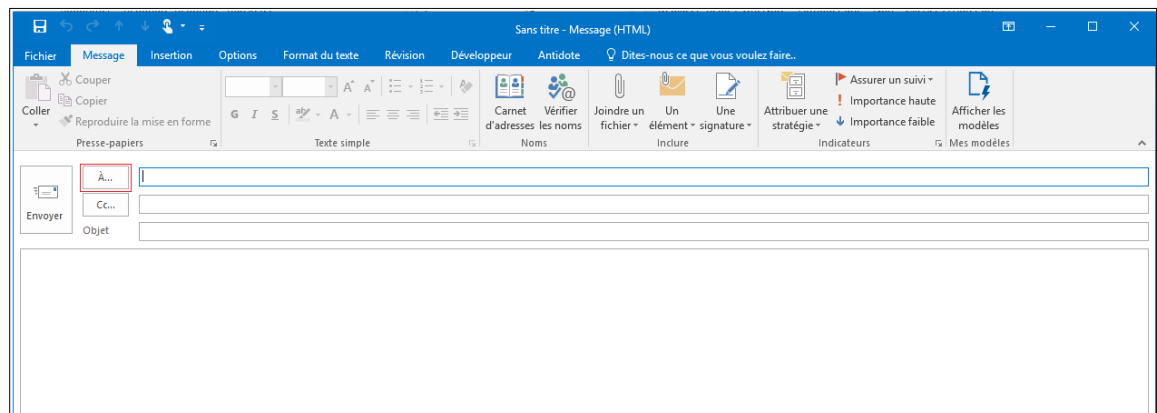 Sans titre - Message (HTML)
Fichier Message Insertion Options Format du texte Révision Développeur Antidote Dites-nous ce que vous voulez faire..
Coller
Couper
Copier
Reproduire la mise en forme
Presse-papiers
G I S aby A
Texte simple
Carnet d'adresses
Vérifier les noms
Noms
Joindre un fichier
Un élément
Une signature
Inclure
Attribuer une stratégie
Assurer un suivi
Importance haute
Importance faible
Indicateurs
Afficher les modèles
Mes modèles
Envoyer
À...
Cc...
Objet